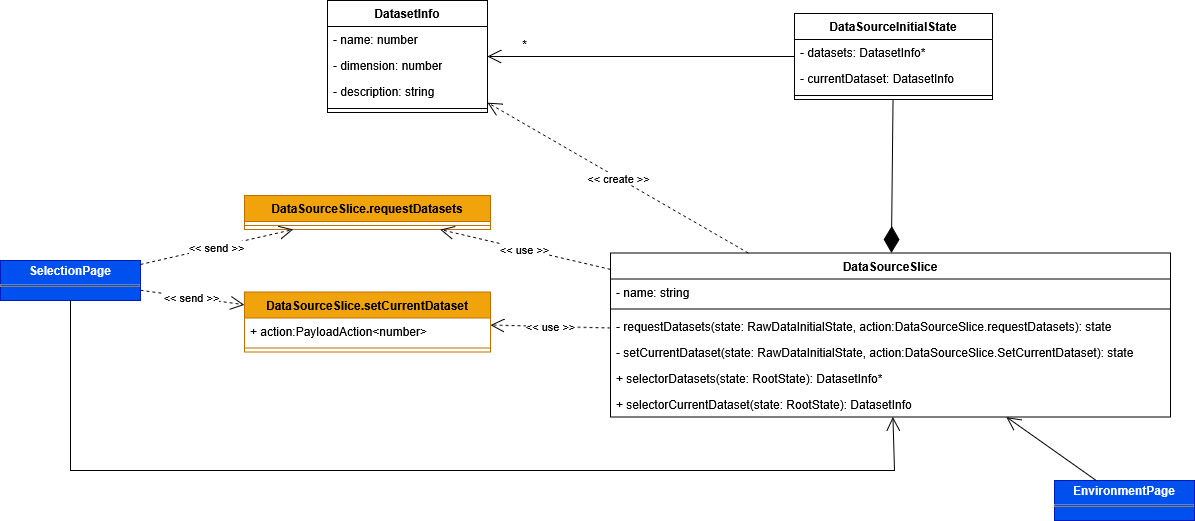 DatasetInfo
- name: number
- dimension: number
- description: string
*
DataSourceInitialState
- datasets: DatasetInfo*
- currentDataset: DatasetInfo
<< create >>
DataSourceSlice.requestDatasets
<< send >>
<< use >>
SelectionPage
DataSourceSlice
- name: string
<< send >>
DataSourceSlice.setCurrentDataset
+ action:PayloadAction<number>
<< use >>
- requestDatasets(state: RawDataInitialState, action:DataSourceSlice.requestDatasets): state
- setCurrentDataset(state: RawDataInitialState, action:DataSourceSlice.SetCurrentDataset): state
+ selectorDatasets(state: RootState): DatasetInfo*
+ selectorCurrentDataset(state: RootState): DatasetInfo
EnvironmentPage